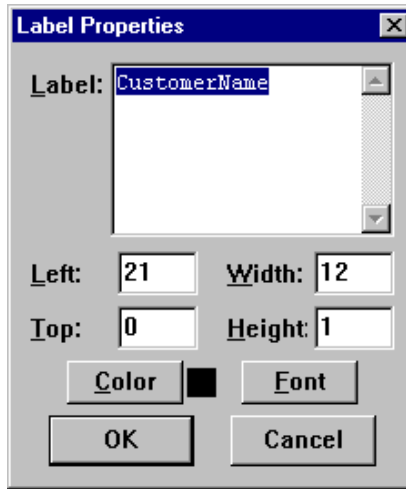 Label Properties
Label: CustomerName
Left: 21 Width: 12
Top: 0 Height: 1
Color Font
OK Cancel